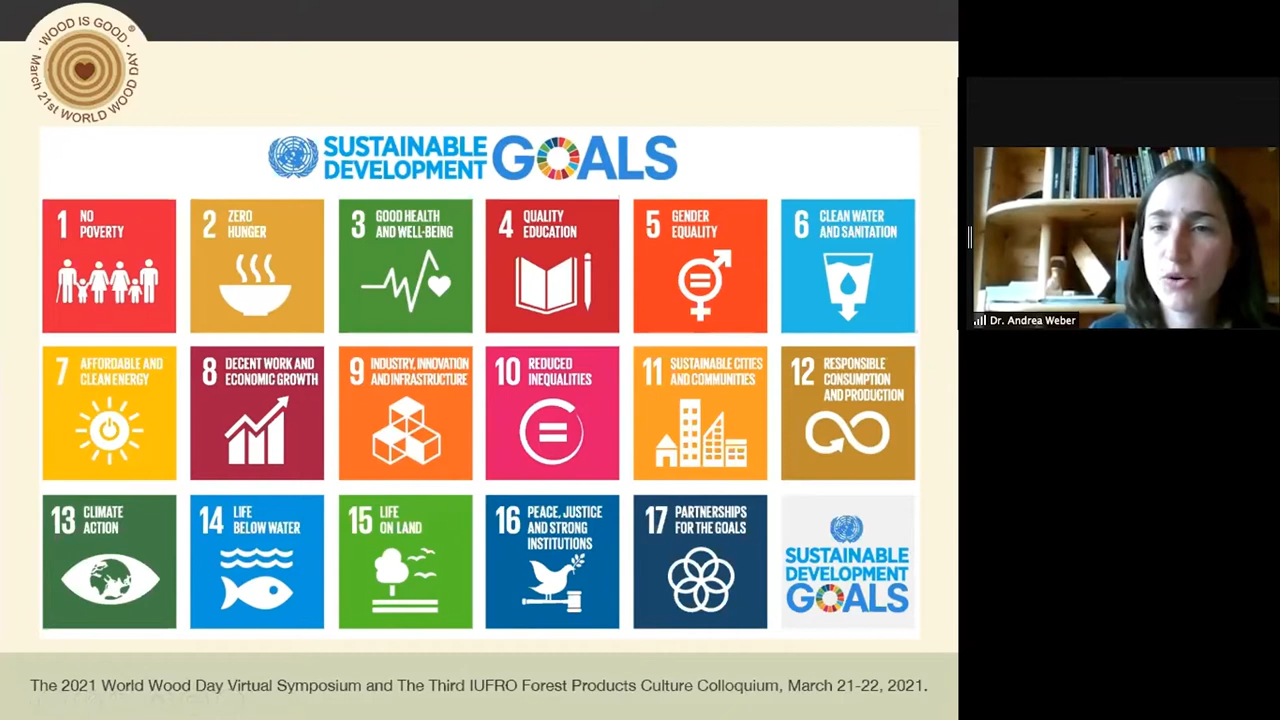 WOOD IS GOOD ®
March 21st WORLD WOOD DAY
SUSTAINABLE
DEVELOPMENT
GOALS
1 NO
POVERTY
2 ZERO
HUNGER
3 GOOD HEALTH
AND WELL-BEING
4 QUALITY
EDUCATION
5 GENDER
EQUALITY
6 CLEAN WATER
AND SANITATION
7 AFFORDABLE AND
CLEAN ENERGY
8 DECENT WORK AND
ECONOMIC GROWTH
9 INDUSTRY, INNOVATION
AND INFRASTRUCTURE
10 REDUCED
INEQUALITIES
11 SUSTAINABLE CITIES
AND COMMUNITIES
12 RESPONSIBLE
CONSUMPTION
AND PRODUCTION
13 CLIMATE
ACTION
14 LIFE
BELOW WATER
15 LIFE
ON LAND
16 PEACE, JUSTICE
AND STRONG
INSTITUTIONS
17 PARTNERSHIPS
FOR THE GOALS
SUSTAINABLE
DEVELOPMENT
GOALS
Dr. Andrea Weber
The 2021 World Wood Day Virtual Symposium and The Third IUFRO Forest Products Culture Colloquium, March 21-22, 2021.